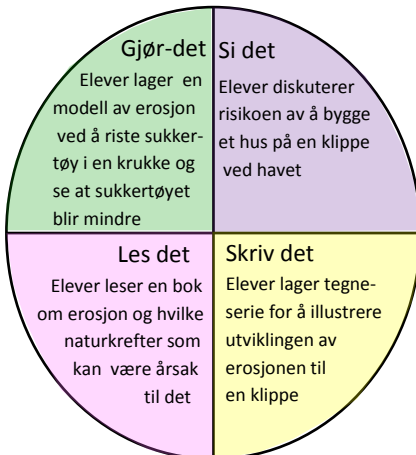 Gjør-det
Elever lager en
modell av erosjon
ved å riste sukker-
tøy i en krukke og
se at sukkertøyet
blir mindre
Si det
Elever diskuterer
risikoen av å bygge
et hus på en klippe
ved havet
Les det
Elever leser en bok
om erosjon og hvilke
naturkrefter som
kan være årsak
til det
Skriv det
Elever lager tegne-
serie for å illustrere
utviklingen av
erosjonen til
en klippe